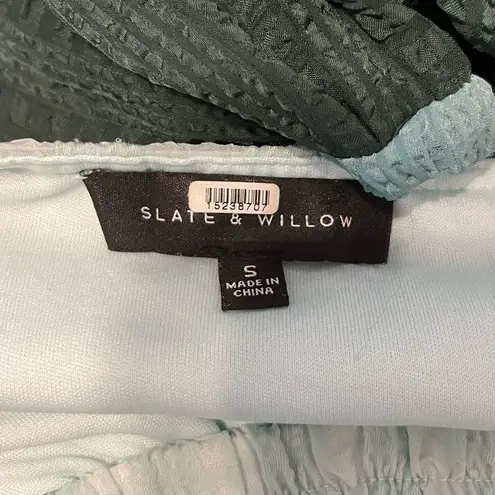 15238707
SLATE & WILLOW
S
MADE IN
CHINA